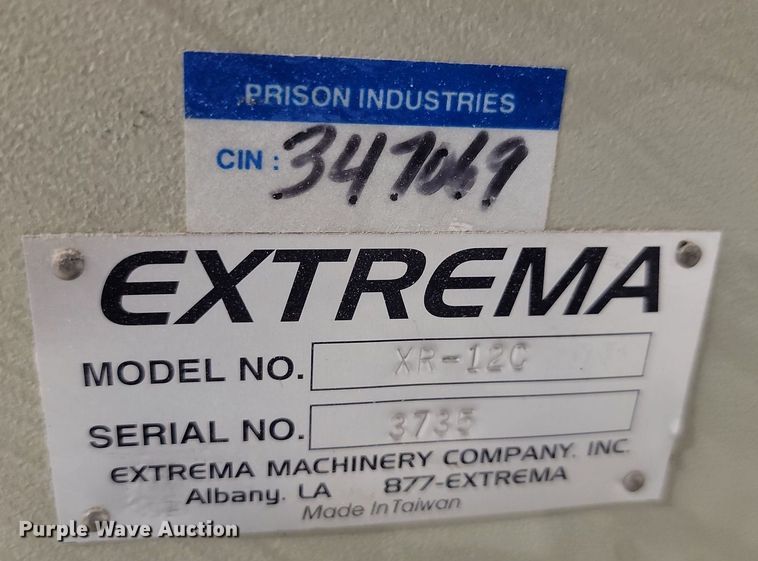 PRISON INDUSTRIES
CIN : 347069
EXTREMA
MODEL NO. XR-12C
SERIAL NO. 3735
EXTREMA MACHINERY COMPANY, INC.
Albany, LA 877-EXTREMA
Made In Taiwan
Purple Wave Auction